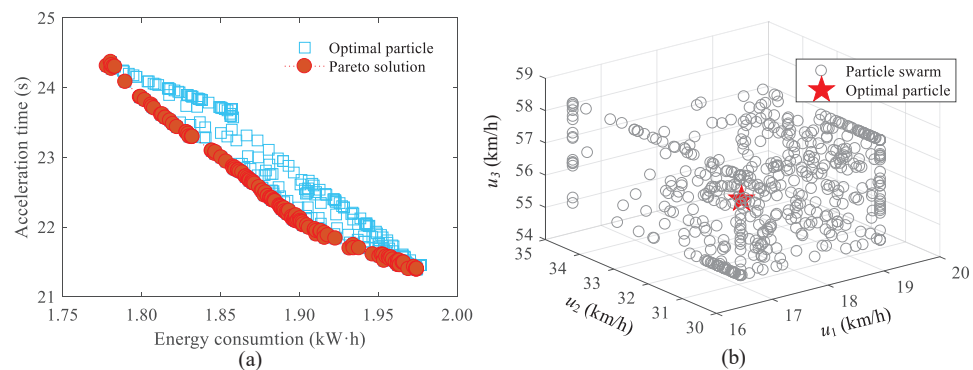 25
24
23
22
21
Acceleration time (s)
1.75
1.80
1.85
1.90
1.95
2.00
Energy consumtion (kW·h)
Optimal particle
Pareto solution
(a)
59
58
57
56
55
54
u3 (km/h)
35
34
33
32
31
30
u2 (km/h)
16
17
18
19
20
u1 (km/h)
Particle swarm
Optimal particle
(b)